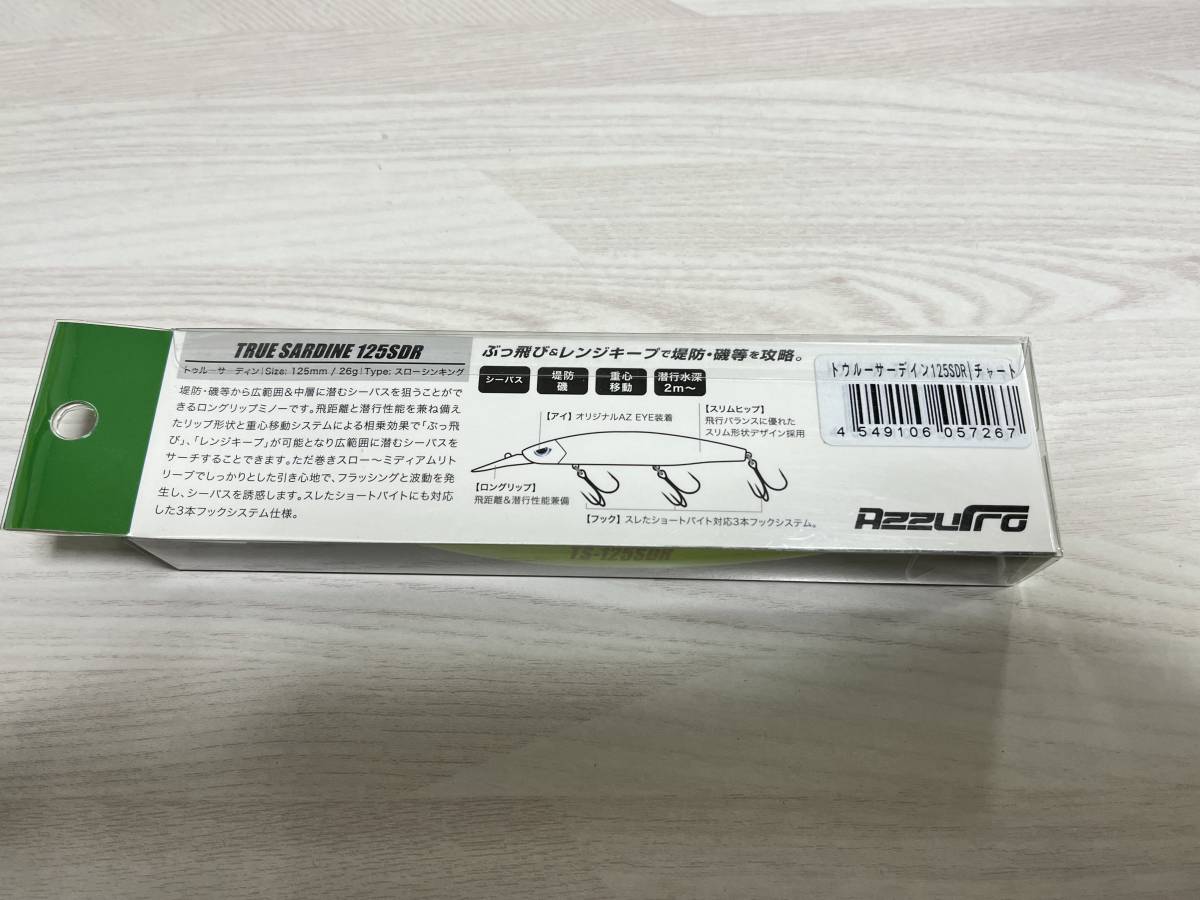 TRUE SARDINE 125SDR
トゥルーサーディン|Size: 125mm / 26g|Type: スローシンキング
堤防・磯等から広範囲&中層に潜むシーバスを狙うことがで
きるロングリップミノーです。飛距離と潜行性能を兼ね備え
たリップ形状と重心移動システムによる相乗効果で「ぶっ飛
び」、「レンジキープ」が可能となり広範囲に潜むシーバスを
サーチすることできます。ただ巻きスロー〜ミディアムリト
リーブでしっかりとした引き心地で、フラッシングと波動を発
生し、シーバスを誘惑します。スレたショートバイトにも対応
した3本フックシステム仕様。
ぶっ飛び&レンジキープで堤防・磯等を攻略。
シーバス
堤防
磯
重心
移動
潜行水深
2m〜
【アイ】オリジナルAZ EYE装着
【スリムヒップ】
飛行バランスに優れた
スリム形状デザイン採用
【ロングリップ】
飛距離&潜行性能兼備
【フック】スレたショートバイト対応3本フックシステム。
トウルーサーデイン125SDR|チャート
4 549106 057267
AZZUrro
TS-125SDR